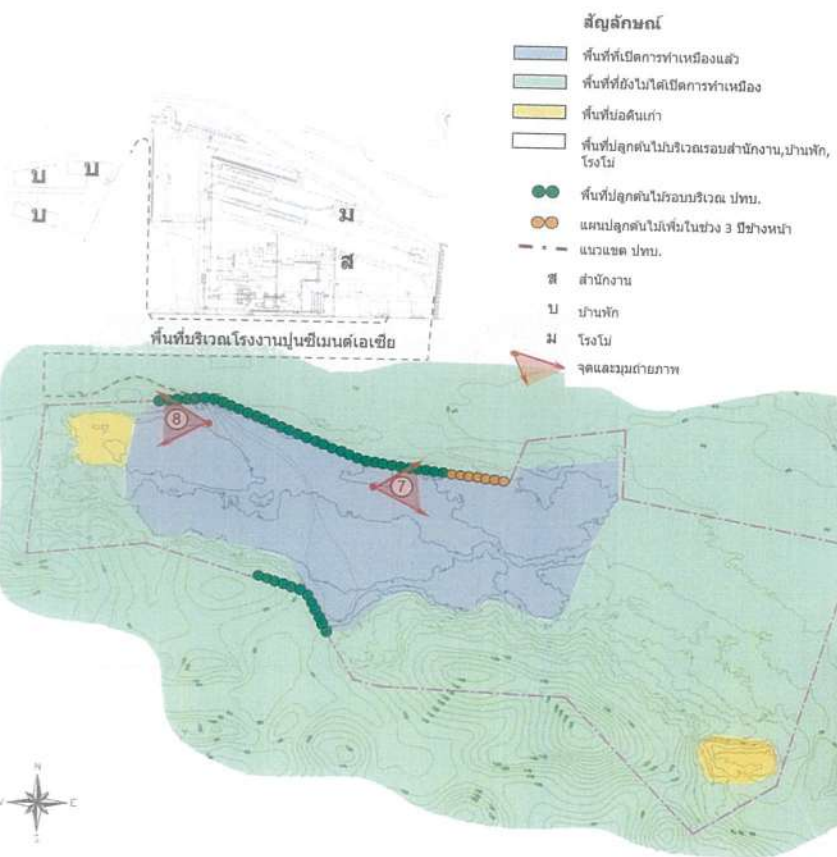 สัญลักษณ์
พื้นที่ที่เปิดการทำเหมืองแล้ว
พื้นที่ที่ยังไม่ได้เปิดการทำเหมือง
พื้นที่บ่อดินเก่า
พื้นที่ปลูกต้นไม้บริเวณรอบสำนักงาน,บ้านพัก,
โรงโม่
พื้นที่ปลูกต้นไม้รอบบริเวณ ปทบ.
แผนปลูกต้นไม้เพิ่มในช่วง 3 ปีข้างหน้า
แนวเขต ปทบ.
ส สำนักงาน
บ บ้านพัก
ม โรงโม่
จุดและมุมถ่ายภาพ
บ บ
บ
ม
ส
พื้นที่บริเวณโรงงานปูนซีเมนต์เอเซีย
8
7
N
E